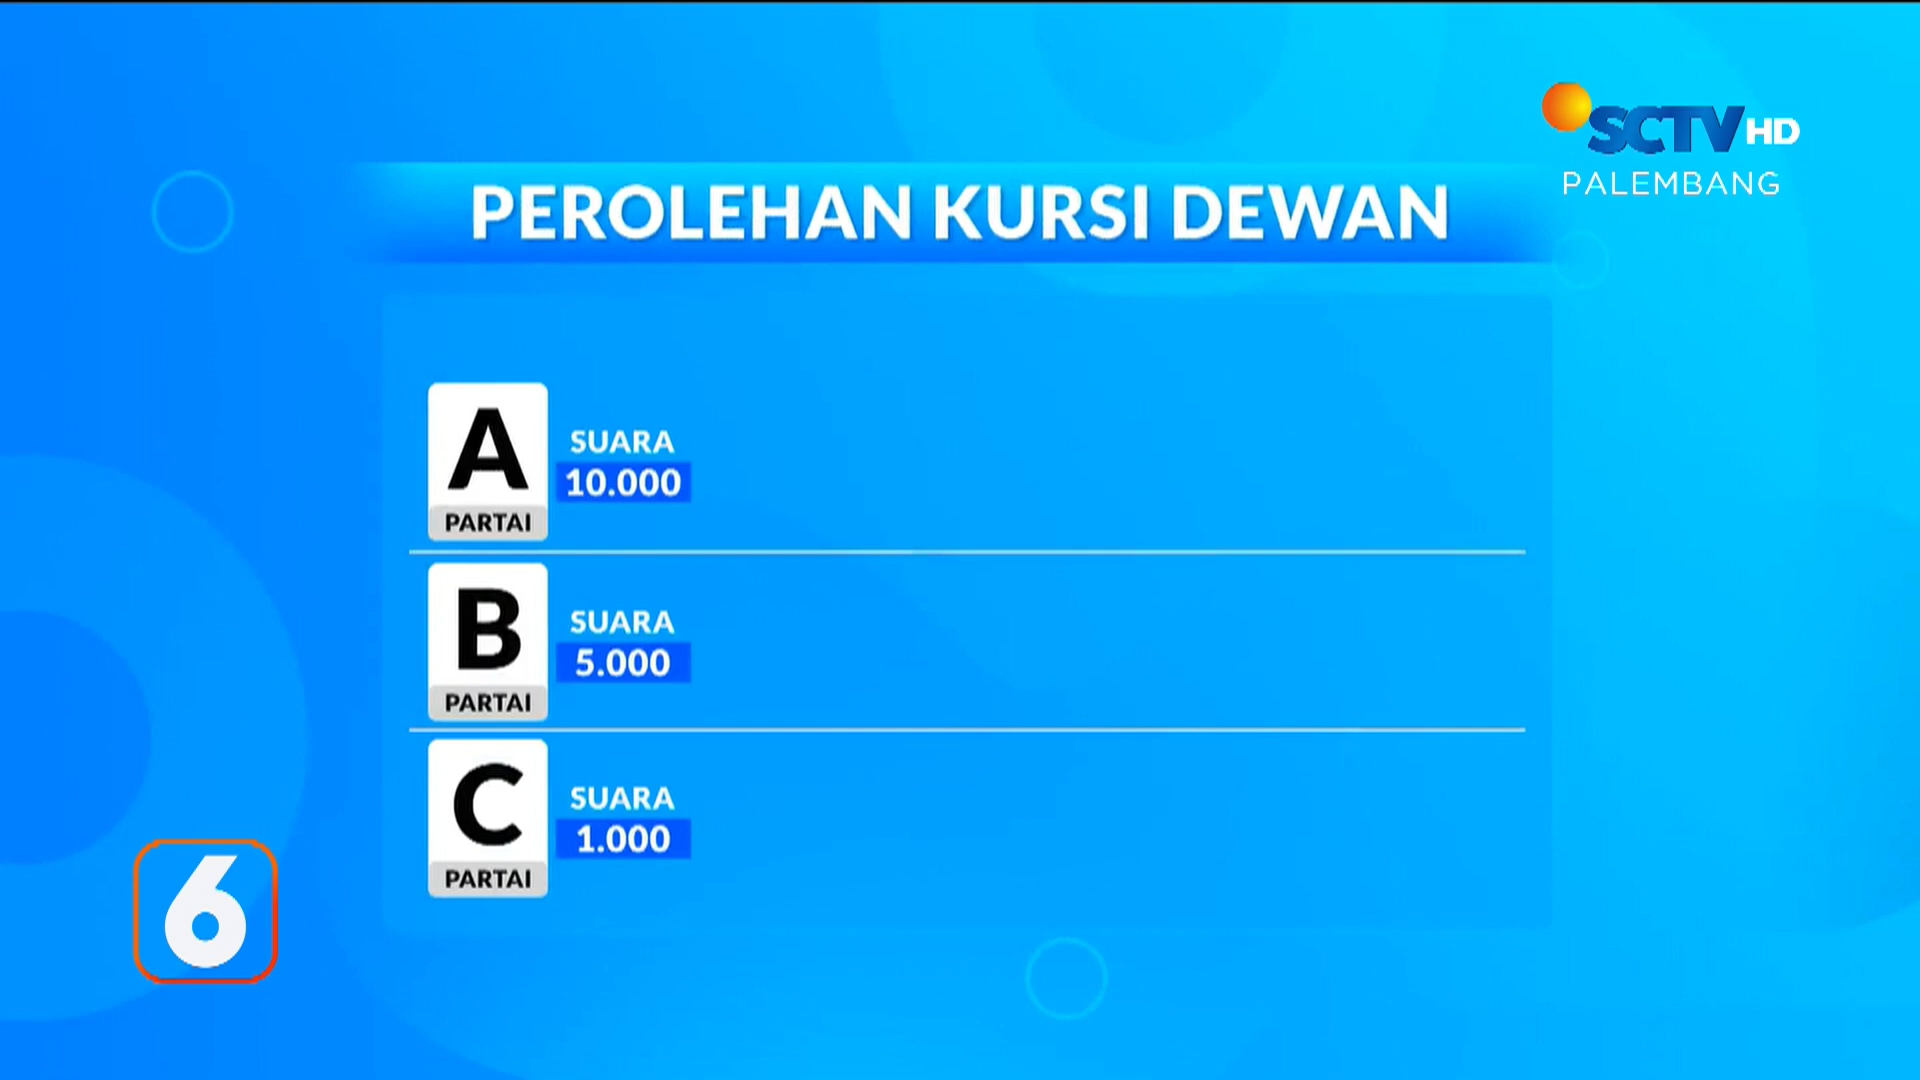 SCTV HD
PALEMBANG
PEROLEHAN KURSI DEWAN
A
PARTAI
SUARA
10.000
B
PARTAI
SUARA
5.000
C
PARTAI
SUARA
1.000
6